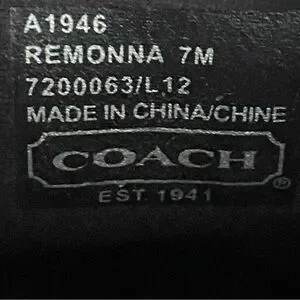 A1946
REMONNA 7M
7200063/L12
MADE IN CHINA/CHINE
COACH®
EST 1941